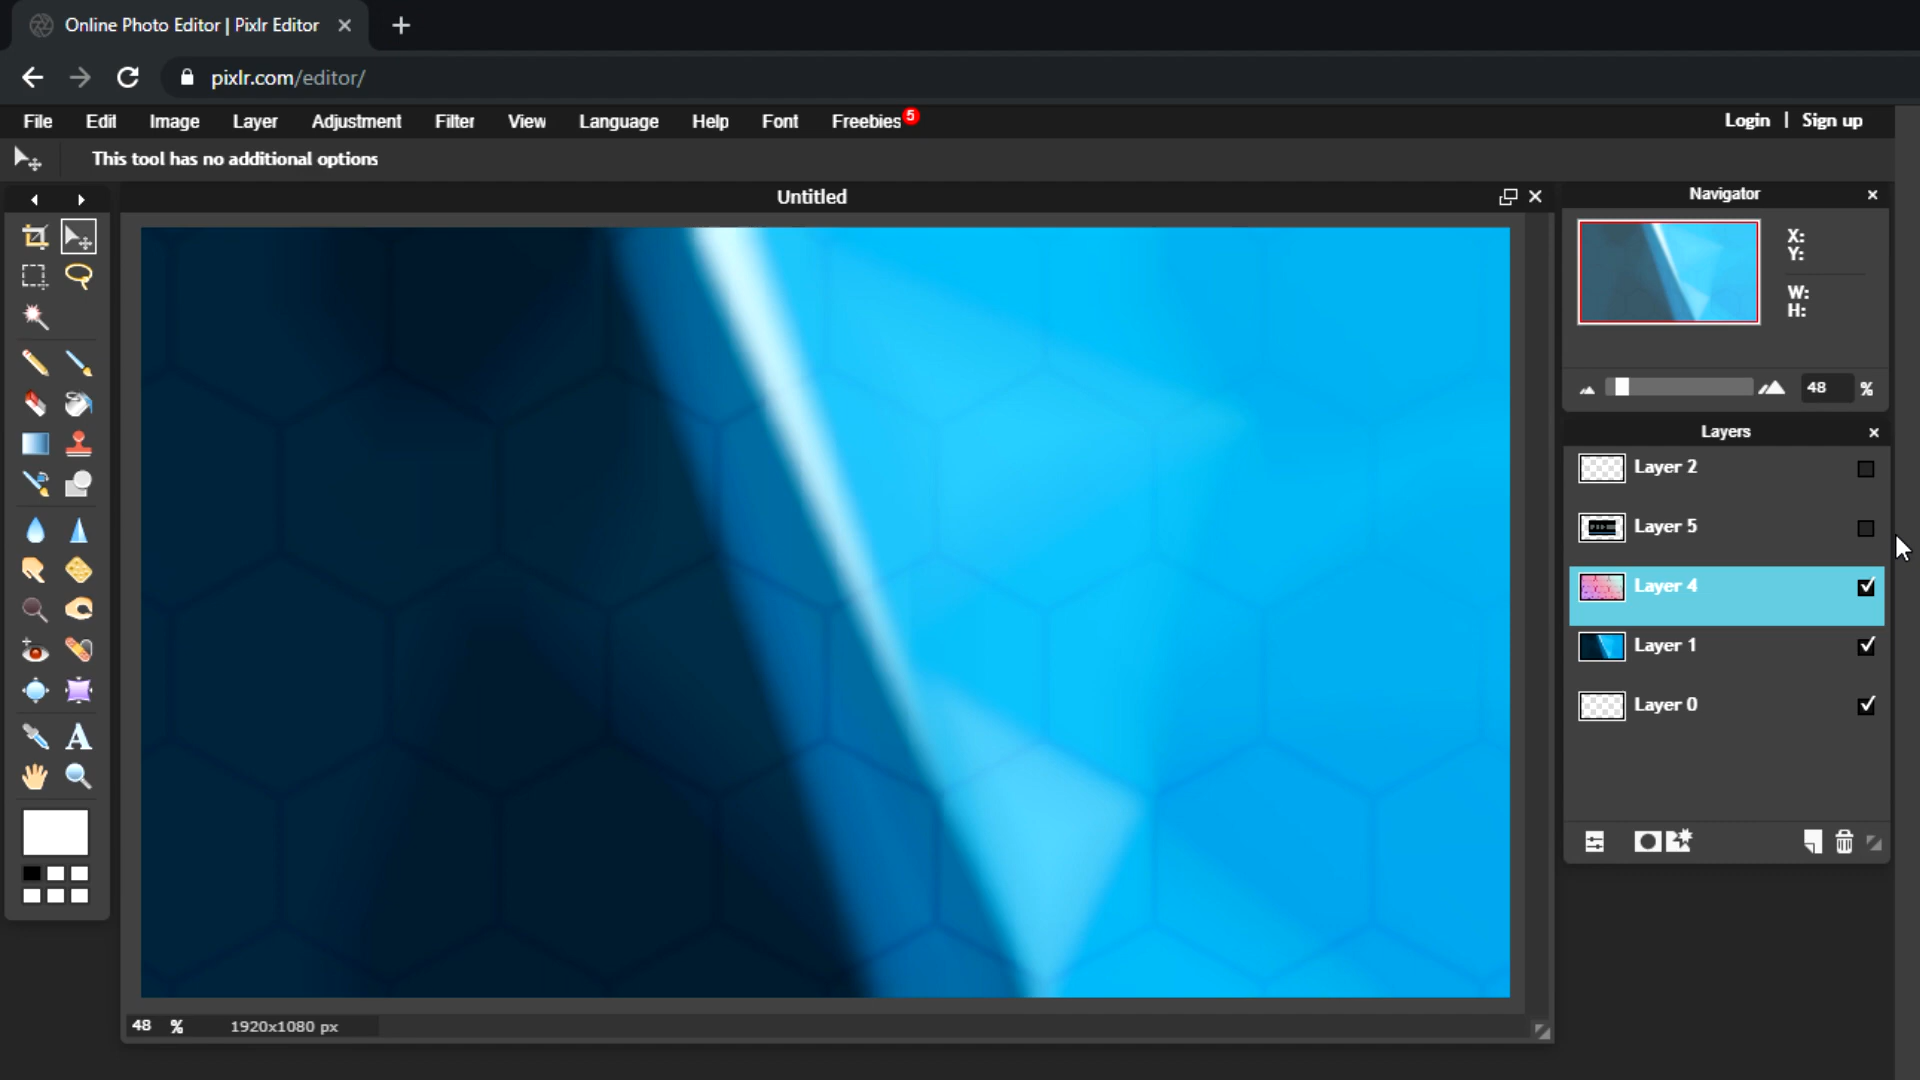 Online Photo Editor | Pixlr Editor
pixlr.com/editor/
File Edit Image Layer Adjustment Filter View Language Help Font Freebies 5 Login | Sign up
This tool has no additional options
Untitled
Navigator
X:
Y:
W:
H:
48 %
Layers
Layer 2
Layer 5
Layer 4
Layer 1
Layer 0
A
48 % 1920x1080 px